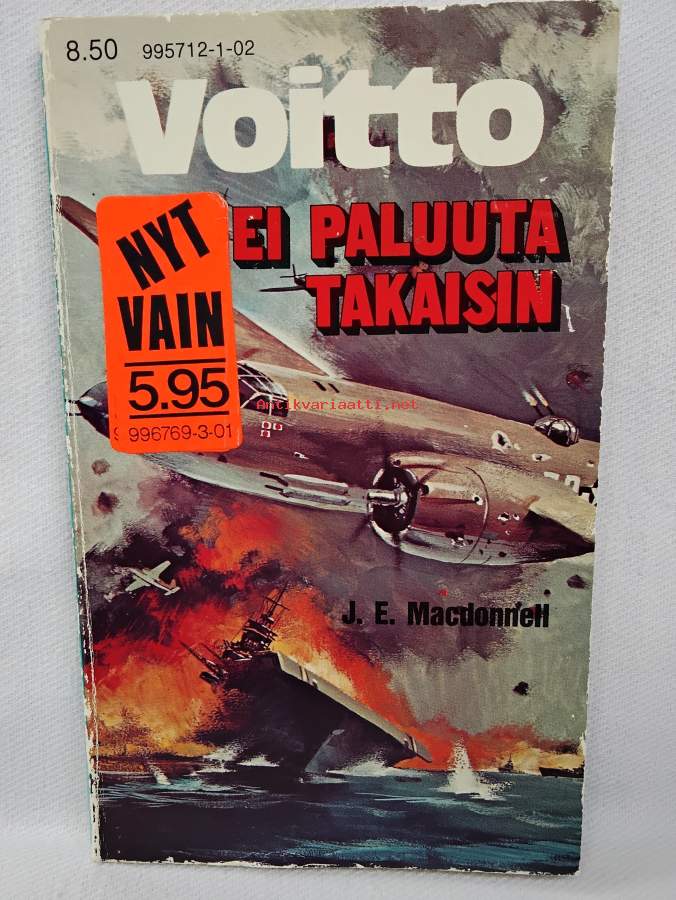 8.50 995712-1-02
Voitto
EI PALUUTA
TAKAISIN
NYT
VAIN
5.95
996769-3-01
Antikvariaatti.net
J. E. Macdonnell